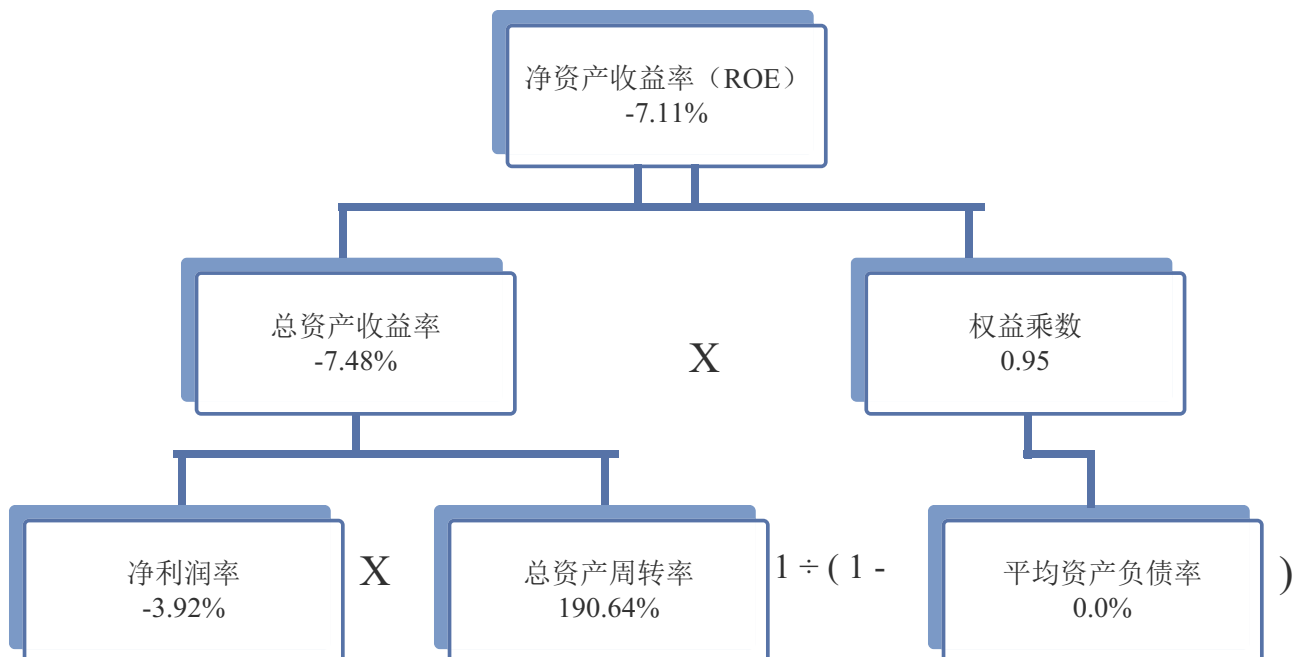 净资产收益率（ROE）
-7.11%
总资产收益率
-7.48%
X
权益乘数
0.95
净利润率
-3.92%
X
总资产周转率
190.64%
1 ÷ ( 1 -
平均资产负债率
0.0%
)